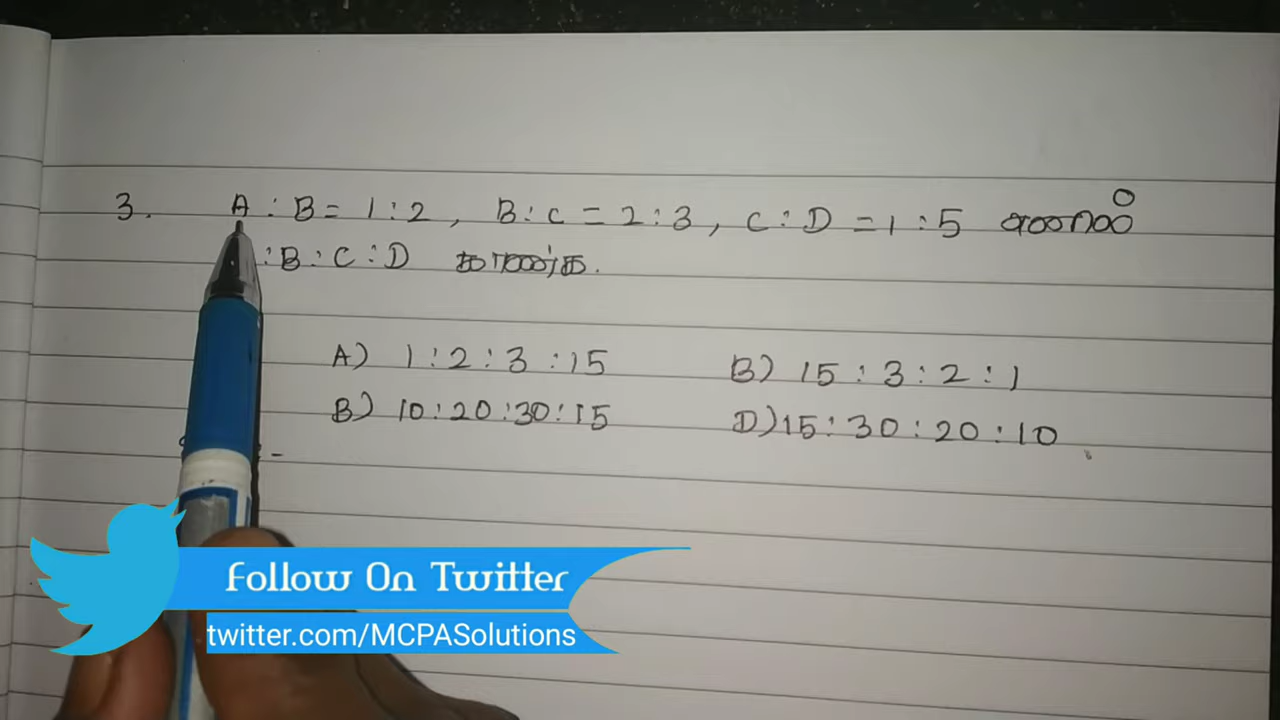 3. A : B = 1 : 2 , B : C = 2 : 3 , C : D = 1 : 5
: B : C : D
A) 1 : 2 : 3 : 15 B) 15 : 3 : 2 : 1
B) 10 : 20 : 30 : 15 D) 15 : 30 : 20 : 10
Follow On Twitter
twitter.com/MCPASolutions